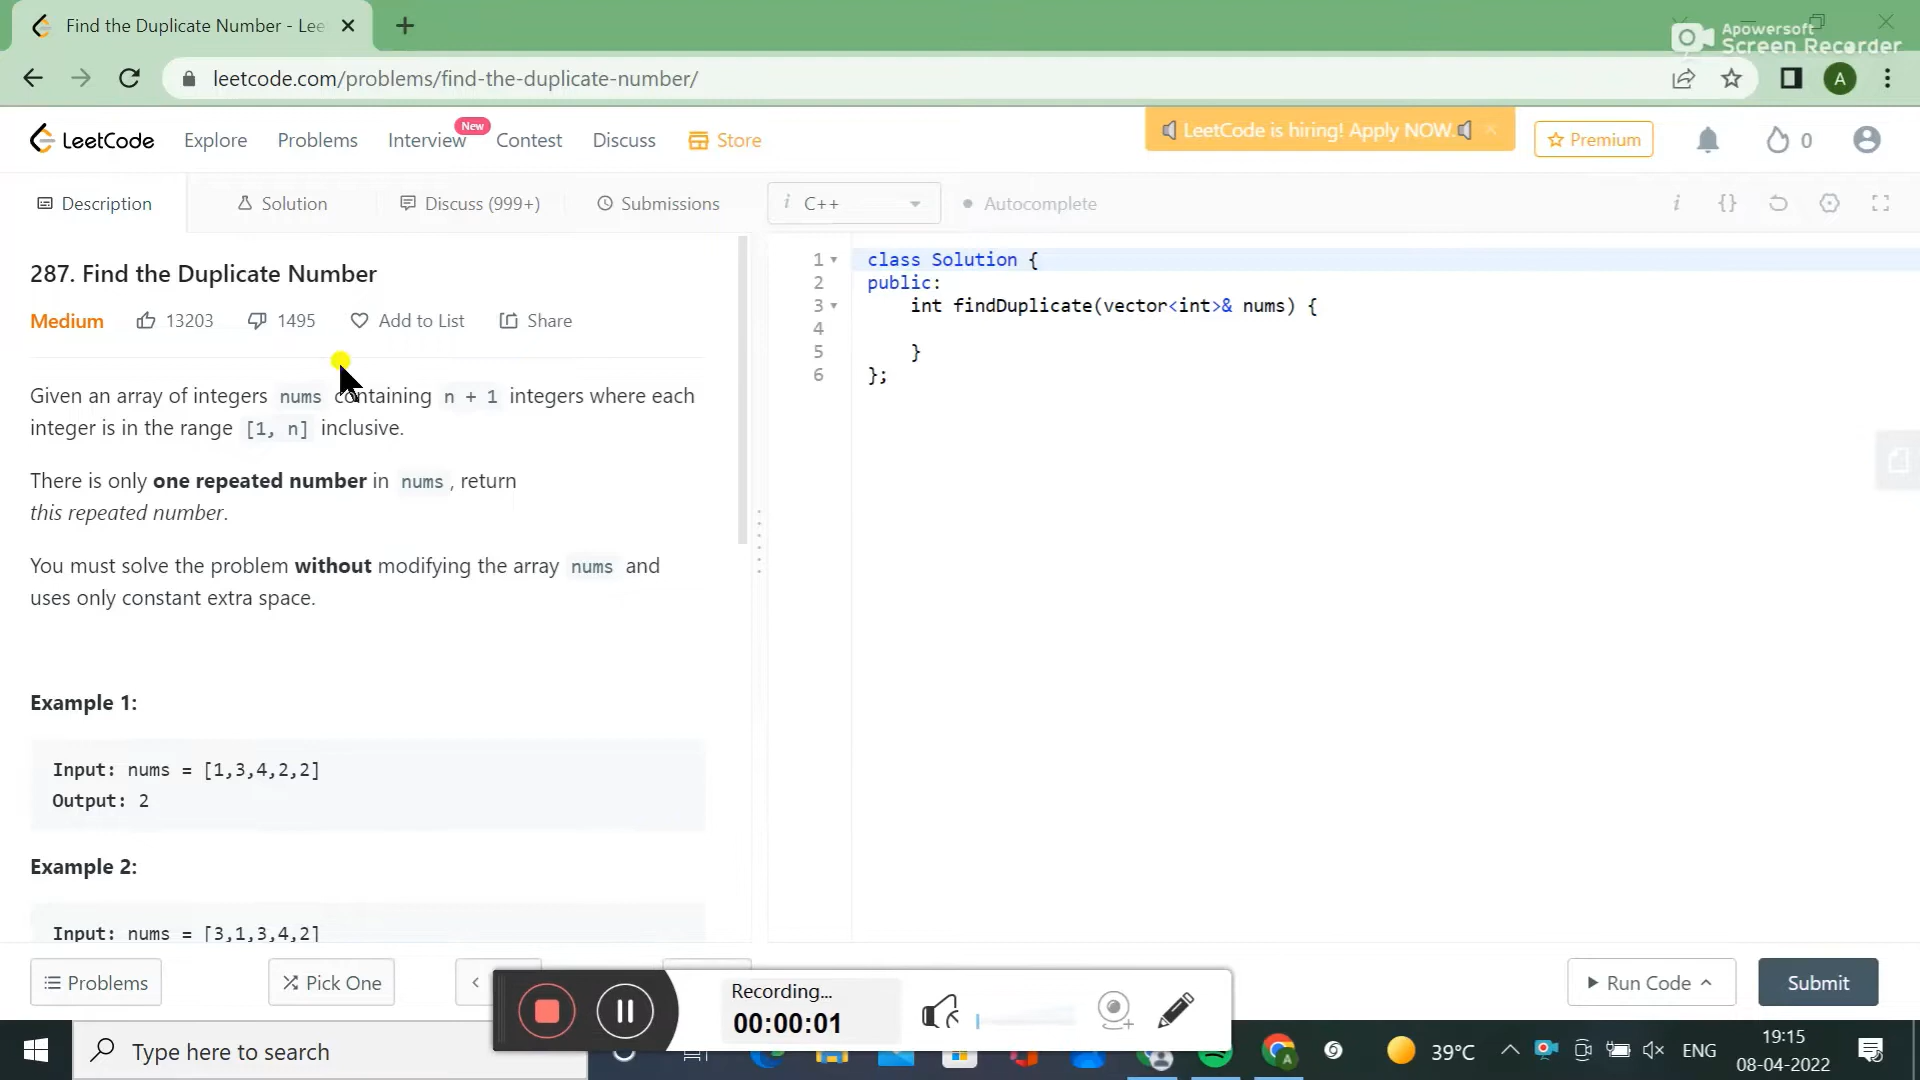 Find the Duplicate Number - Lee
Apowersoft
Screen Recorder
leetcode.com/problems/find-the-duplicate-number/
A
LeetCode
Explore
Problems
Interview
New
Contest
Discuss
Store
LeetCode is hiring! Apply NOW.
Premium
0
Description
Solution
Discuss (999+)
Submissions
i C++
Autocomplete
i
{}
287. Find the Duplicate Number
Medium
13203
1495
Add to List
Share
Given an array of integers nums containing n + 1 integers where each
integer is in the range [1, n] inclusive.
There is only one repeated number in nums, return
this repeated number.
You must solve the problem without modifying the array nums and
uses only constant extra space.
Example 1:
Input: nums = [1,3,4,2,2]
Output: 2
Example 2:
Input: nums = [3,1,3,4,2]
1 class Solution {
2 public:
3 int findDuplicate(vector<int>& nums) {
4
5 }
6 };
Problems
Pick One
Run Code
Submit
Recording...
00:00:01
Type here to search
A
39°C
ENG
19:15
08-04-2022